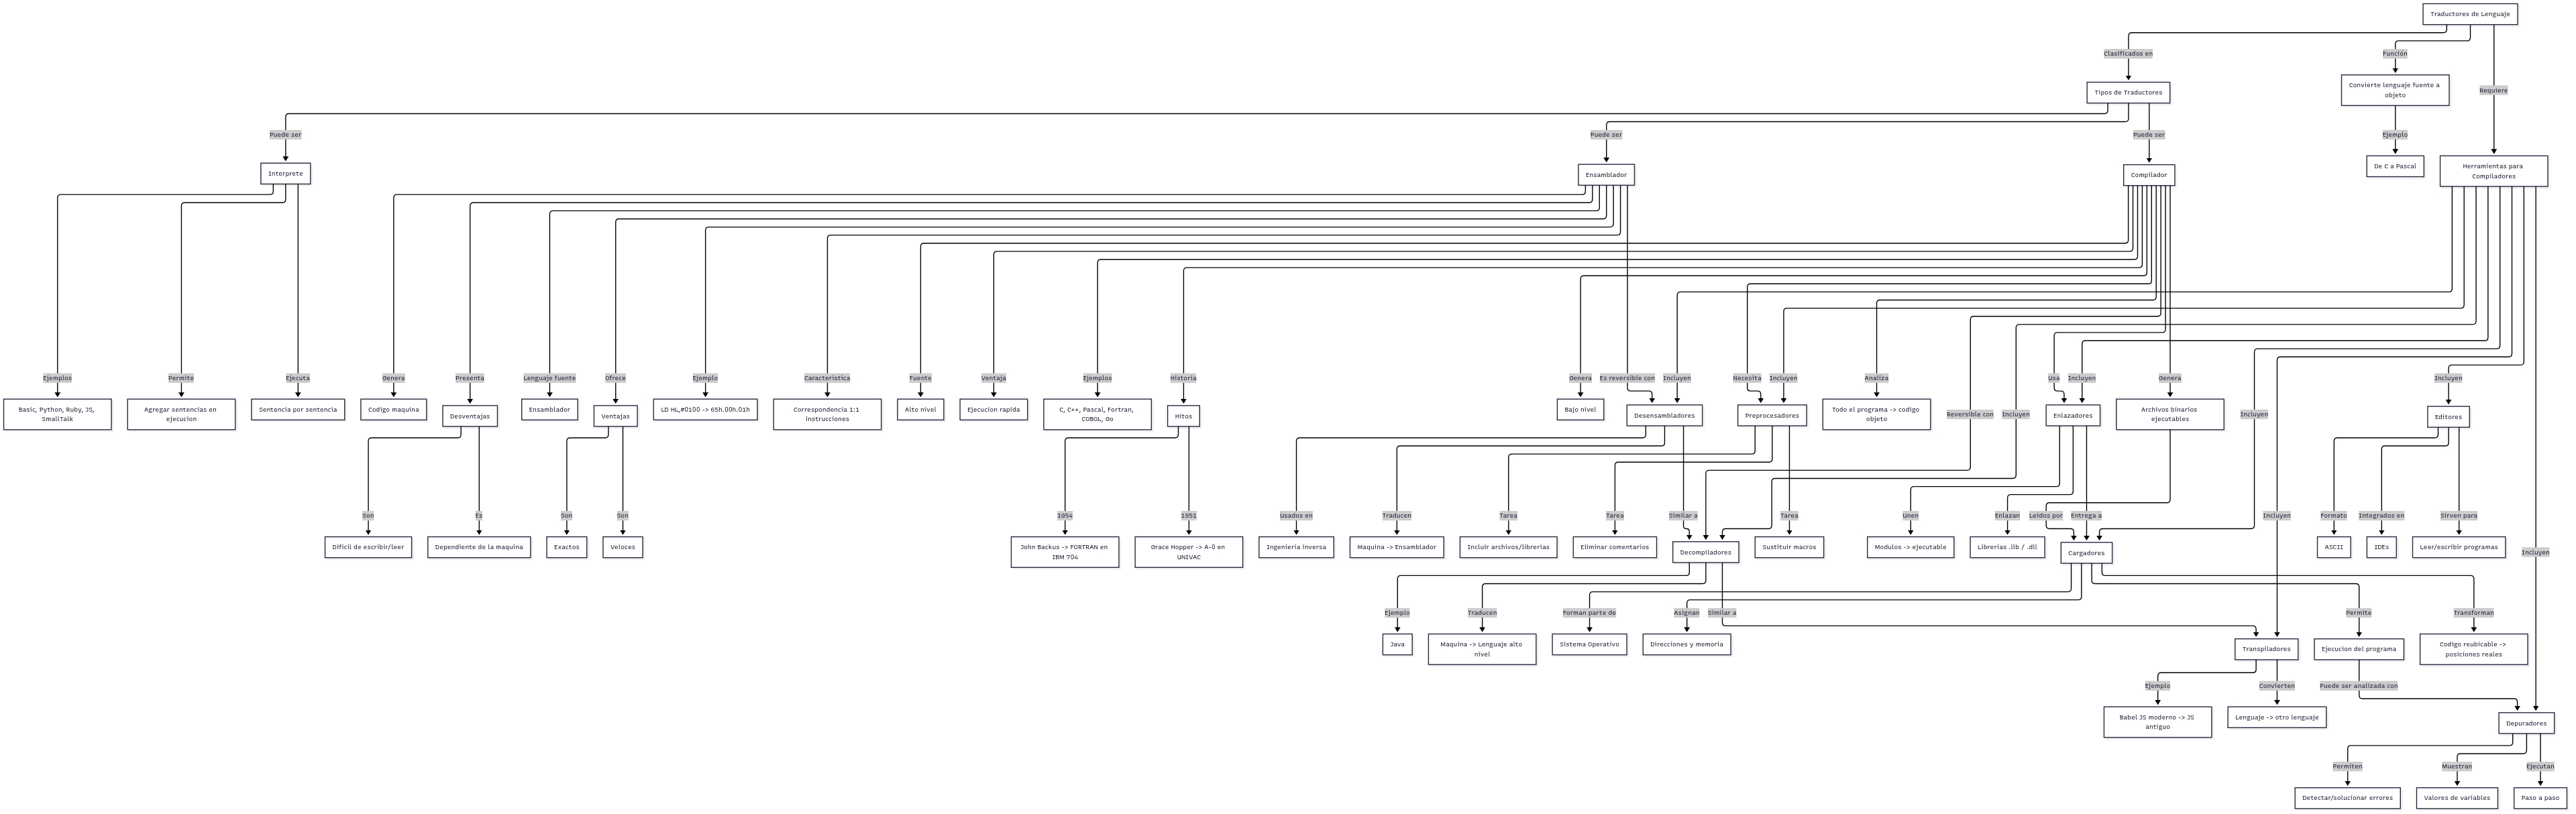 Traductores de Lenguaje
Clasificados en
Función
Tipos de Traductores
Convierte lenguaje fuente a
objeto
Requiere
Puede ser
Puede ser
Puede ser
Ejemplo
Interprete
Ensamblador
Compilador
De C a Pascal
Herramientas para
Compiladores
Ejemplos
Permite
Ejecuta
Genera
Presenta
Lenguaje fuente
Ofrece
Ejemplo
Caracteristica
Fuente
Ventaja
Ejemplos
Historia
Genera
Es reversible con
Incluyen
Necesita
Incluyen
Analiza
Usa
Incluyen
Genera
Incluyen
Basic, Python, Ruby, JS,
SmallTalk
Agregar sentencias en
ejecucion
Sentencia por sentencia
Codigo maquina
Desventajas
Ensamblador
Ventajas
LD HL,#0100 -> 65h.00h.01h
Correspondencia 1:1
instrucciones
Alto nivel
Ejecucion rapida
C, C++, Pascal, Fortran,
COBOL, Go
Hitos
Bajo nivel
Desensambladores
Preprocesadores
Todo el programa -> codigo
objeto
Reversible con
Incluyen
Enlazadores
Archivos binarios
ejecutables
Incluyen
Editores
Son
Es
Son
Son
1954
1951
Usados en
Traducen
Tarea
Tarea
Similar a
Tarea
Unen
Enlazan
Leidos por
Entrega a
Incluyen
Formato
Integrados en
Sirven para
Dificil de escribir/leer
Dependiente de la maquina
Exactos
Veloces
John Backus -> FORTRAN en
IBM 704
Grace Hopper -> A-0 en
UNIVAC
Ingenieria inversa
Maquina -> Ensamblador
Incluir archivos/librerias
Eliminar comentarios
Decompiladores
Sustituir macros
Modulos -> ejecutable
Librerias .lib / .dll
Cargadores
ASCII
IDEs
Leer/escribir programas
Incluyen
Ejemplo
Traducen
Forman parte de
Asignan
Similar a
Permite
Transforman
Java
Maquina -> Lenguaje alto
nivel
Sistema Operativo
Direcciones y memoria
Transpiladores
Ejecucion del programa
Codigo reubicable ->
posiciones reales
Ejemplo
Convierten
Puede ser analizada con
Babel JS moderno -> JS
antiguo
Lenguaje -> otro lenguaje
Depuradores
Permiten
Muestran
Ejecutan
Detectar/solucionar errores
Valores de variables
Paso a paso